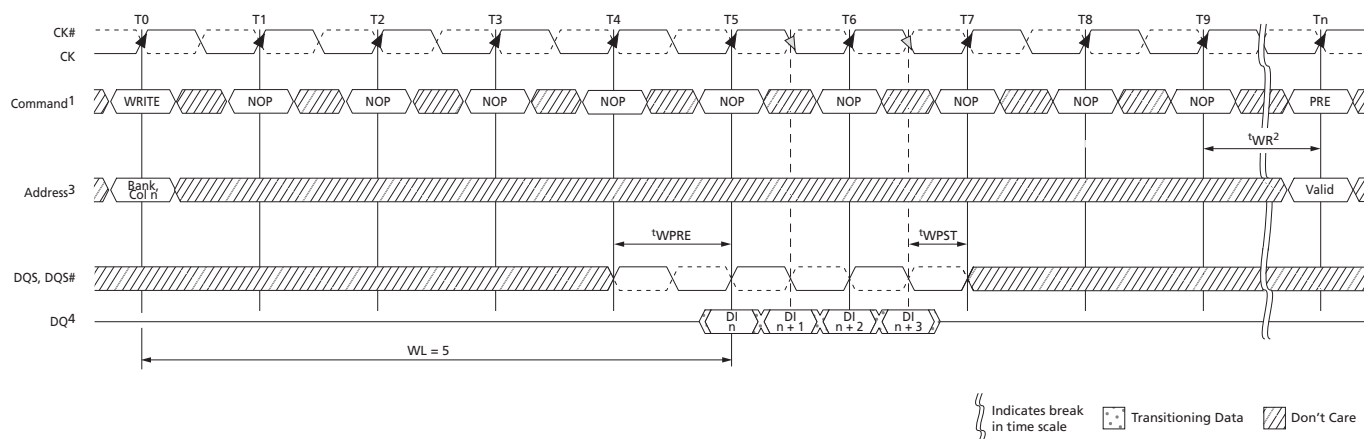 T0 T1 T2 T3 T4 T5 T6 T7 T8 T9 Tn
CK#
CK
Command1 WRITE NOP NOP NOP NOP NOP NOP NOP NOP NOP PRE
tWR2
Address3 Bank, Col n Valid
tWPRE tWPST
DQS, DQS#
DQ4 DI n DI n + 1 DI n + 2 DI n + 3
WL = 5
Indicates break in time scale
Transitioning Data
Don't Care